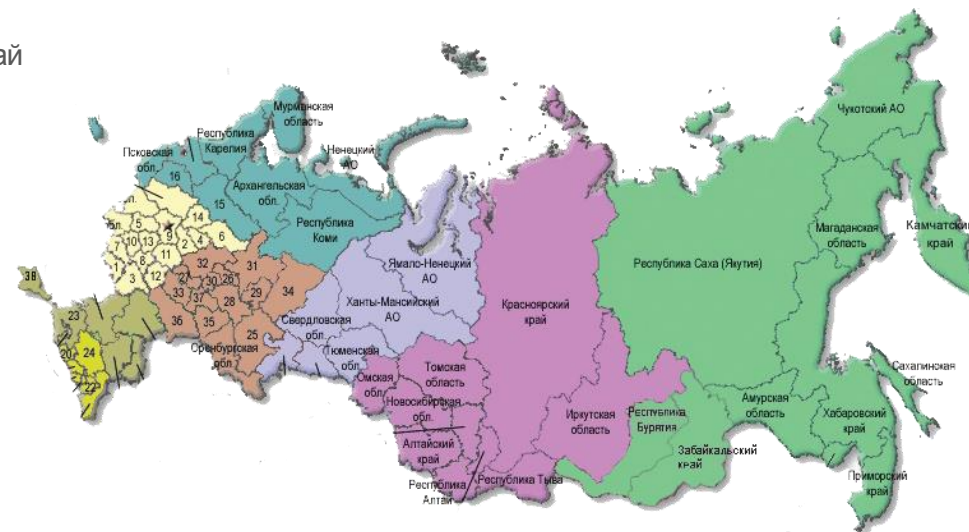 ай
Мурманская
область
Чукотский АО
Республика
Карелия
Ненецкий
АО
Псковская
обл.
16
Архангельская
обл.
15
Республика
Коми
14
5
9
10
13
2
4
6
8
11
1
3
12
Магаданская
область
Камчатский
край
Республика Саха (Якутия)
Ямало-Ненецкий
АО
Ханты-Мансийский
АО
Красноярский
край
38
32
31
27
30
26
33
37
28
29
34
36
35
25
23
20
24
22
Свердловская
обл.
Оренбургская
обл
Тюменская
обл.
Омская
обл.
Томская
область
Новосибирская
обл.
Алтайский
край
Республика
Алтай
Республика Тыва
Иркутская
область
Республика
Бурятия
Забайкальский
край
Амурская
область
Хабаровский
край
Сахалинская
область
Приморский
край